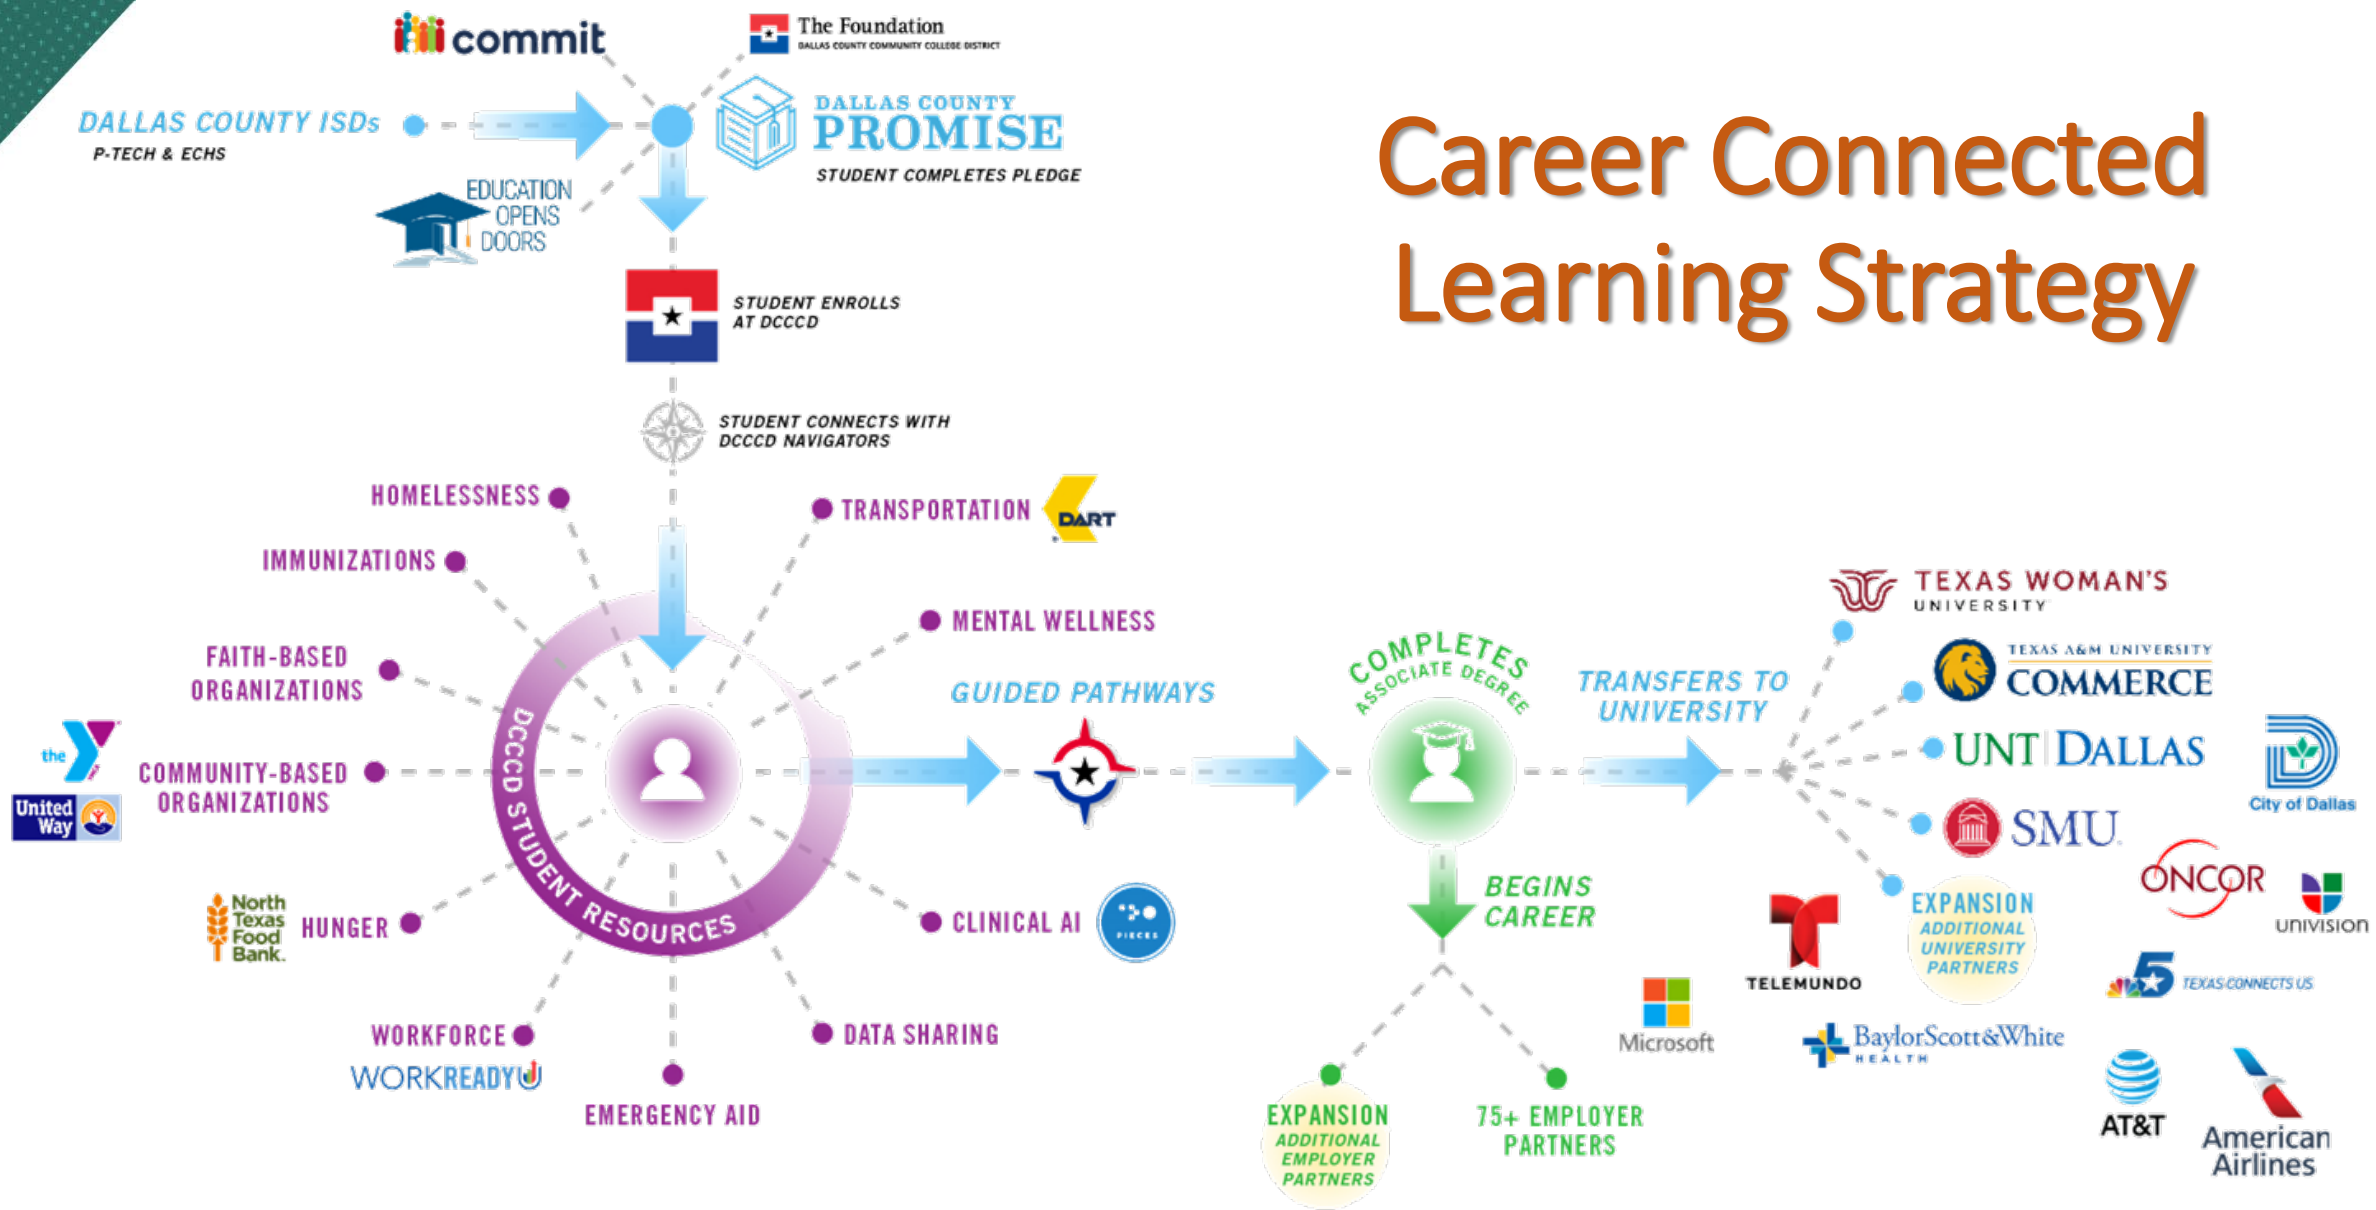 commit
The Foundation
DALLAS COUNTY COMMUNITY COLLEGE DISTRICT
DALLAS COUNTY ISDs
P-TECH & ECHS
DALLAS COUNTY
PROMISE
STUDENT COMPLETES PLEDGE
EDUCATION
OPENS
DOORS
Career Connected
Learning Strategy
STUDENT ENROLLS
AT DCCCD
STUDENT CONNECTS WITH
DCCCD NAVIGATORS
HOMELESSNESS
TRANSPORTATION
DART
IMMUNIZATIONS
MENTAL WELLNESS
FAITH-BASED
ORGANIZATIONS
the Y
COMMUNITY-BASED
ORGANIZATIONS
United
Way
DCCCD STUDENT RESOURCES
North
Texas
Food
Bank.
HUNGER
CLINICAL AI
PIECES
WORKFORCE
WORKREADYU
EMERGENCY AID
DATA SHARING
GUIDED PATHWAYS
COMPLETES
ASSOCIATE DEGREE
TRANSFERS TO
UNIVERSITY
BEGINS
CAREER
EXPANSION
ADDITIONAL
EMPLOYER
PARTNERS
75+ EMPLOYER
PARTNERS
TEXAS WOMAN'S
UNIVERSITY
TEXAS A&M UNIVERSITY
COMMERCE
UNT DALLAS
SMU
EXPANSION
ADDITIONAL
UNIVERSITY
PARTNERS
City of Dallas
ONCOR
UNIVISION
TELEMUNDO
5 TEXAS CONNECTS US
Microsoft
BaylorScott&White
HEALTH
AT&T
American
Airlines